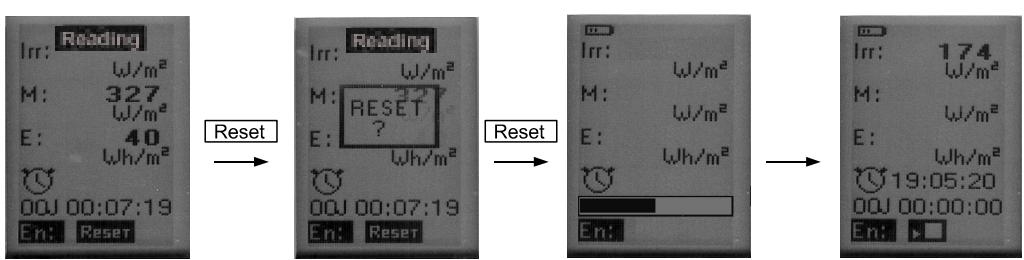 Reading
Irr:
W/m²
M: 327
W/m²
E: 40
Wh/m²
00J 00:07:19
En: RESET
Reset
Reading
Irr:
W/m²
M: 327
RESET
?
E:
Wh/m²
00J 00:07:19
En: RESET
Reset
Irr:
W/m²
M:
W/m²
E:
Wh/m²
En:
Irr: 174
W/m²
M:
W/m²
E:
Wh/m²
19:05:20
00J 00:00:00
En: